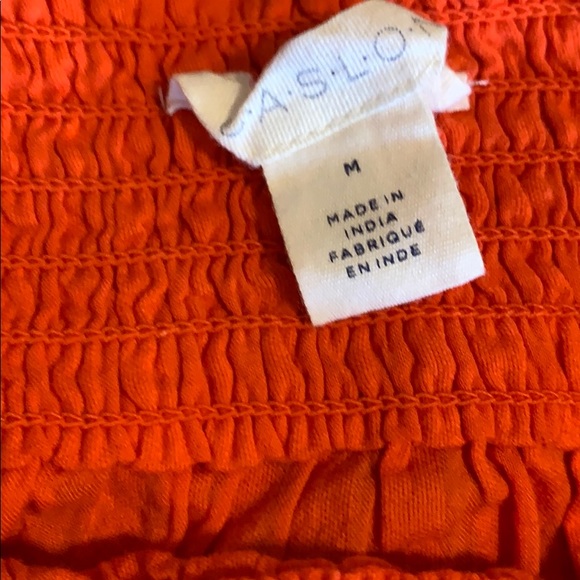 C·A·S·L·O·N
M
MADE IN
INDIA
FABRIQUÉ
EN INDE